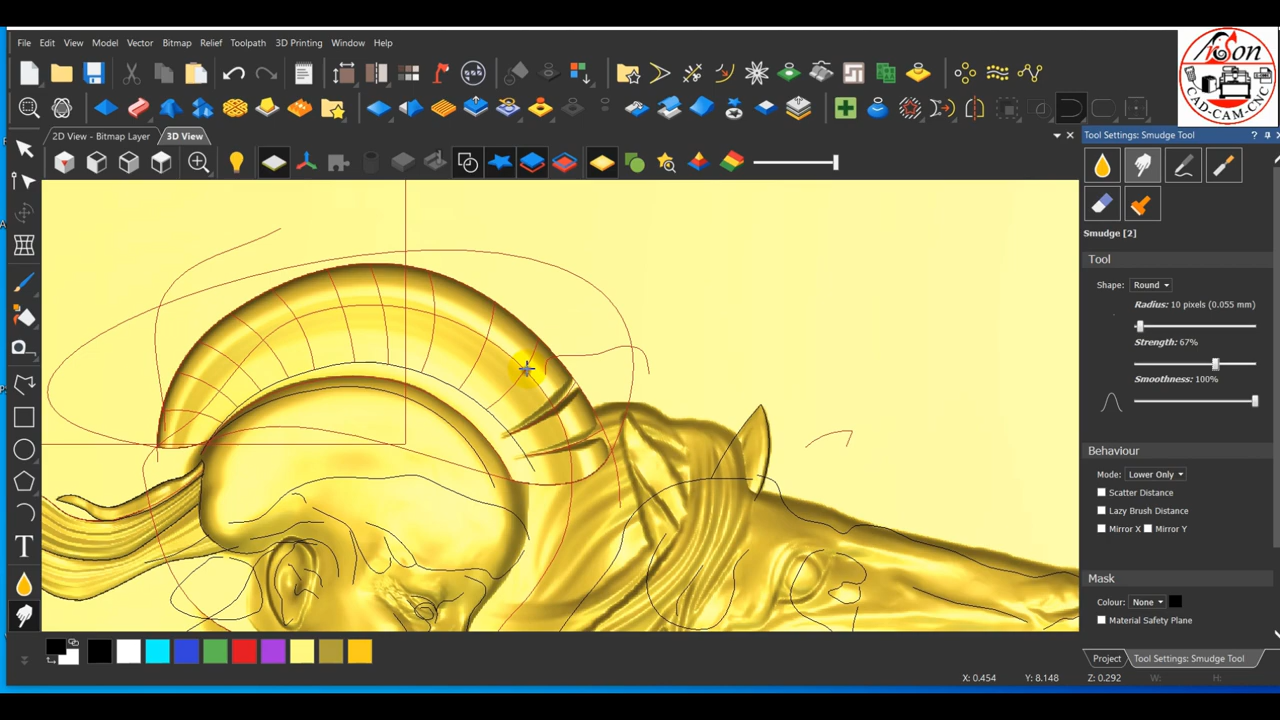 File Edit View Model Vector Bitmap Relief Toolpath 3D Printing Window Help
CAD-CAM-CNC
2D View - Bitmap Layer 3D View
Tool Settings: Smudge Tool
Smudge [2]
Tool
Shape: Round
Radius: 10 pixels (0.055 mm)
Strength: 67%
Smoothness: 100%
Behaviour
Mode: Lower Only
Scatter Distance
Lazy Brush Distance
Mirror X Mirror Y
Mask
Colour: None
Material Safety Plane
Project Tool Settings: Smudge Tool
X: 0.454 Y: 8.148 Z: 0.292 W: H: